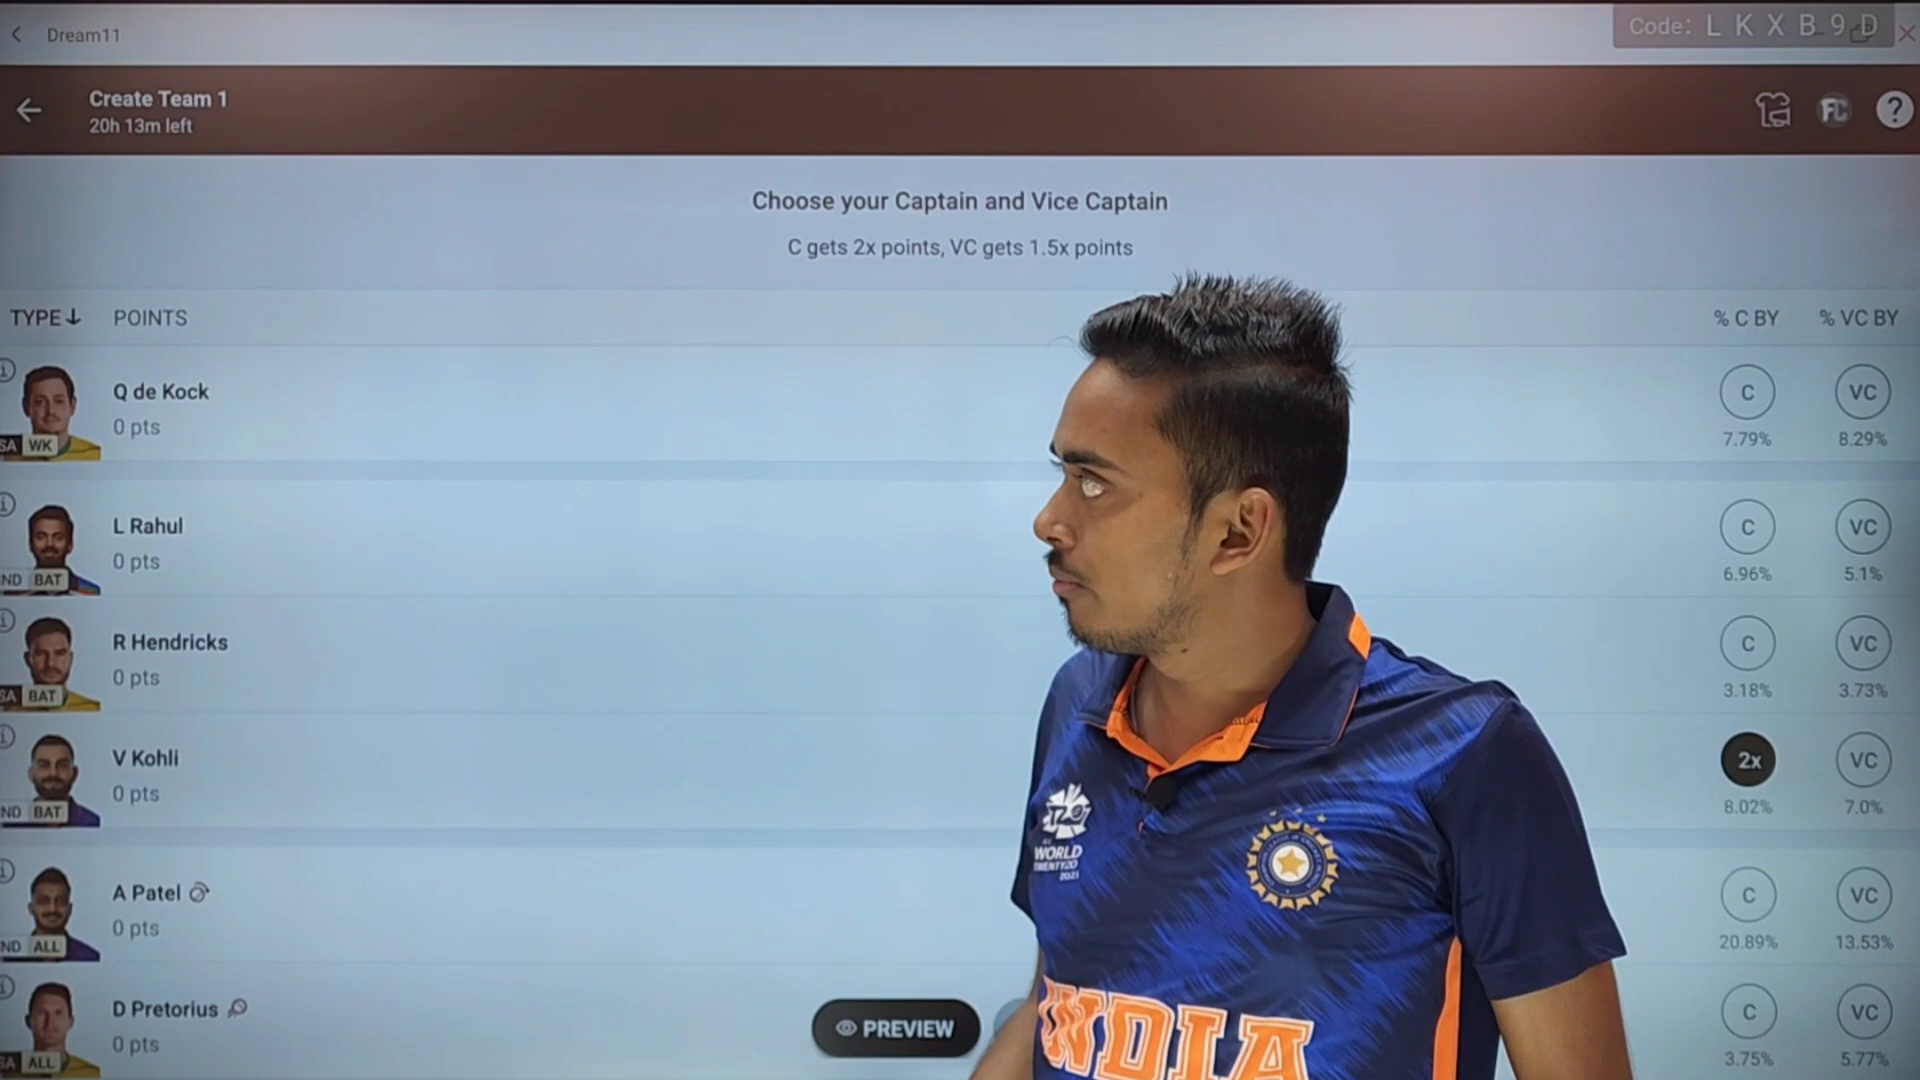 Dream11
Code: L K X B 9 D
Create Team 1
20h 13m left
FC
?
Choose your Captain and Vice Captain
C gets 2x points, VC gets 1.5x points
TYPE↓ POINTS % C BY % VC BY
Q de Kock
0 pts
SA WK
C VC
7.79% 8.29%
L Rahul
0 pts
ND BAT
C VC
6.96% 5.1%
R Hendricks
0 pts
SA BAT
C VC
3.18% 3.73%
V Kohli
0 pts
ND BAT
2x VC
8.02% 7.0%
A Patel
0 pts
ND ALL
C VC
20.89% 13.53%
D Pretorius
0 pts
SA ALL
C VC
3.75% 5.77%
PREVIEW
T20
WORLD
TWENTY20
2021
INDIA